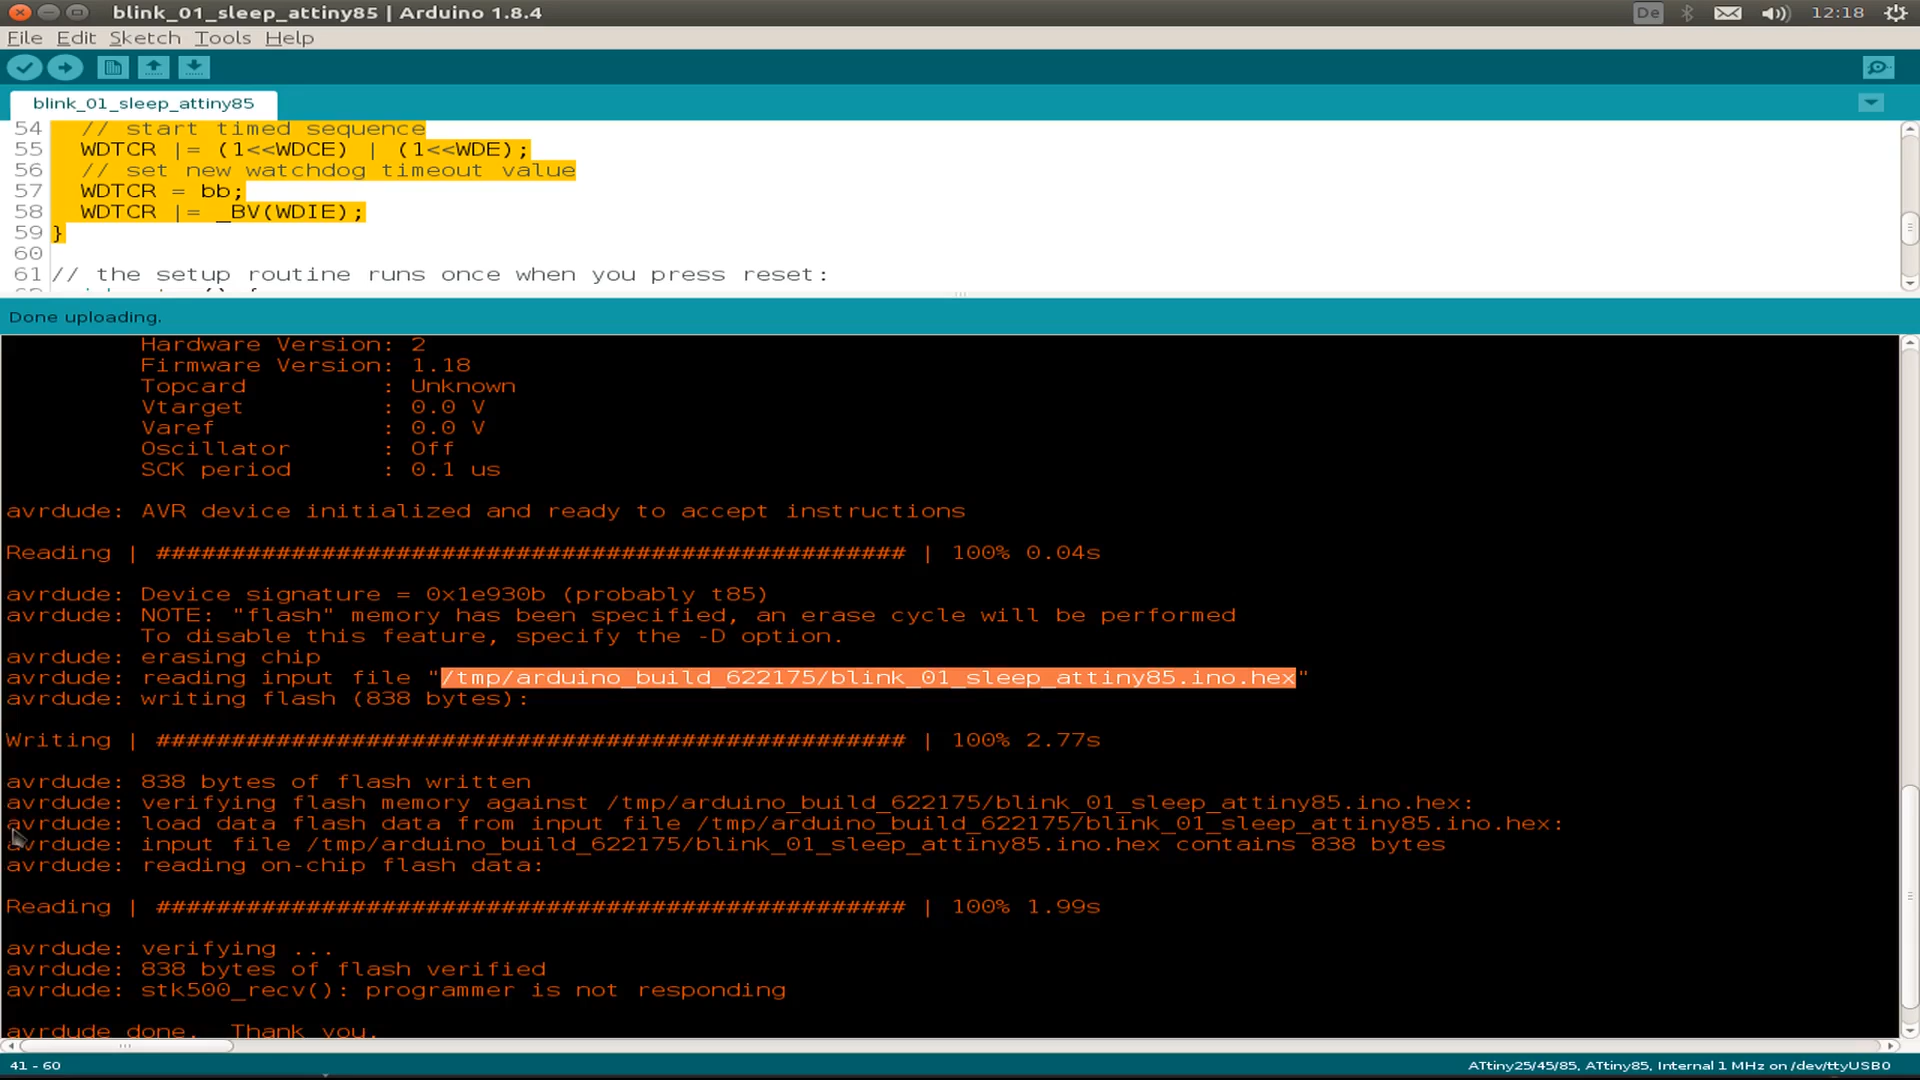 blink_01_sleep_attiny85 | Arduino 1.8.4
De
12:18
File Edit Sketch Tools Help
blink_01_sleep_attiny85
54 // start timed sequence
55 WDTCR |= (1<<WDCE) | (1<<WDE);
56 // set new watchdog timeout value
57 WDTCR = bb;
58 WDTCR |= _BV(WDIE);
59 }
60
61 // the setup routine runs once when you press reset:
Done uploading.
Hardware Version: 2
Firmware Version: 1.18
Topcard : Unknown
Vtarget : 0.0 V
Varef : 0.0 V
Oscillator : Off
SCK period : 0.1 us
avrdude: AVR device initialized and ready to accept instructions
Reading | ################################################## | 100% 0.04s
avrdude: Device signature = 0x1e930b (probably t85)
avrdude: NOTE: "flash" memory has been specified, an erase cycle will be performed
To disable this feature, specify the -D option.
avrdude: erasing chip
avrdude: reading input file "/tmp/arduino_build_622175/blink_01_sleep_attiny85.ino.hex"
avrdude: writing flash (838 bytes):
Writing | ################################################## | 100% 2.77s
avrdude: 838 bytes of flash written
avrdude: verifying flash memory against /tmp/arduino_build_622175/blink_01_sleep_attiny85.ino.hex:
avrdude: load data flash data from input file /tmp/arduino_build_622175/blink_01_sleep_attiny85.ino.hex:
avrdude: input file /tmp/arduino_build_622175/blink_01_sleep_attiny85.ino.hex contains 838 bytes
avrdude: reading on-chip flash data:
Reading | ################################################## | 100% 1.99s
avrdude: verifying ...
avrdude: 838 bytes of flash verified
avrdude: stk500_recv(): programmer is not responding
avrdude done. Thank you.
41 - 60
ATtiny25/45/85, ATtiny85, Internal 1 MHz on /dev/ttyUSB0